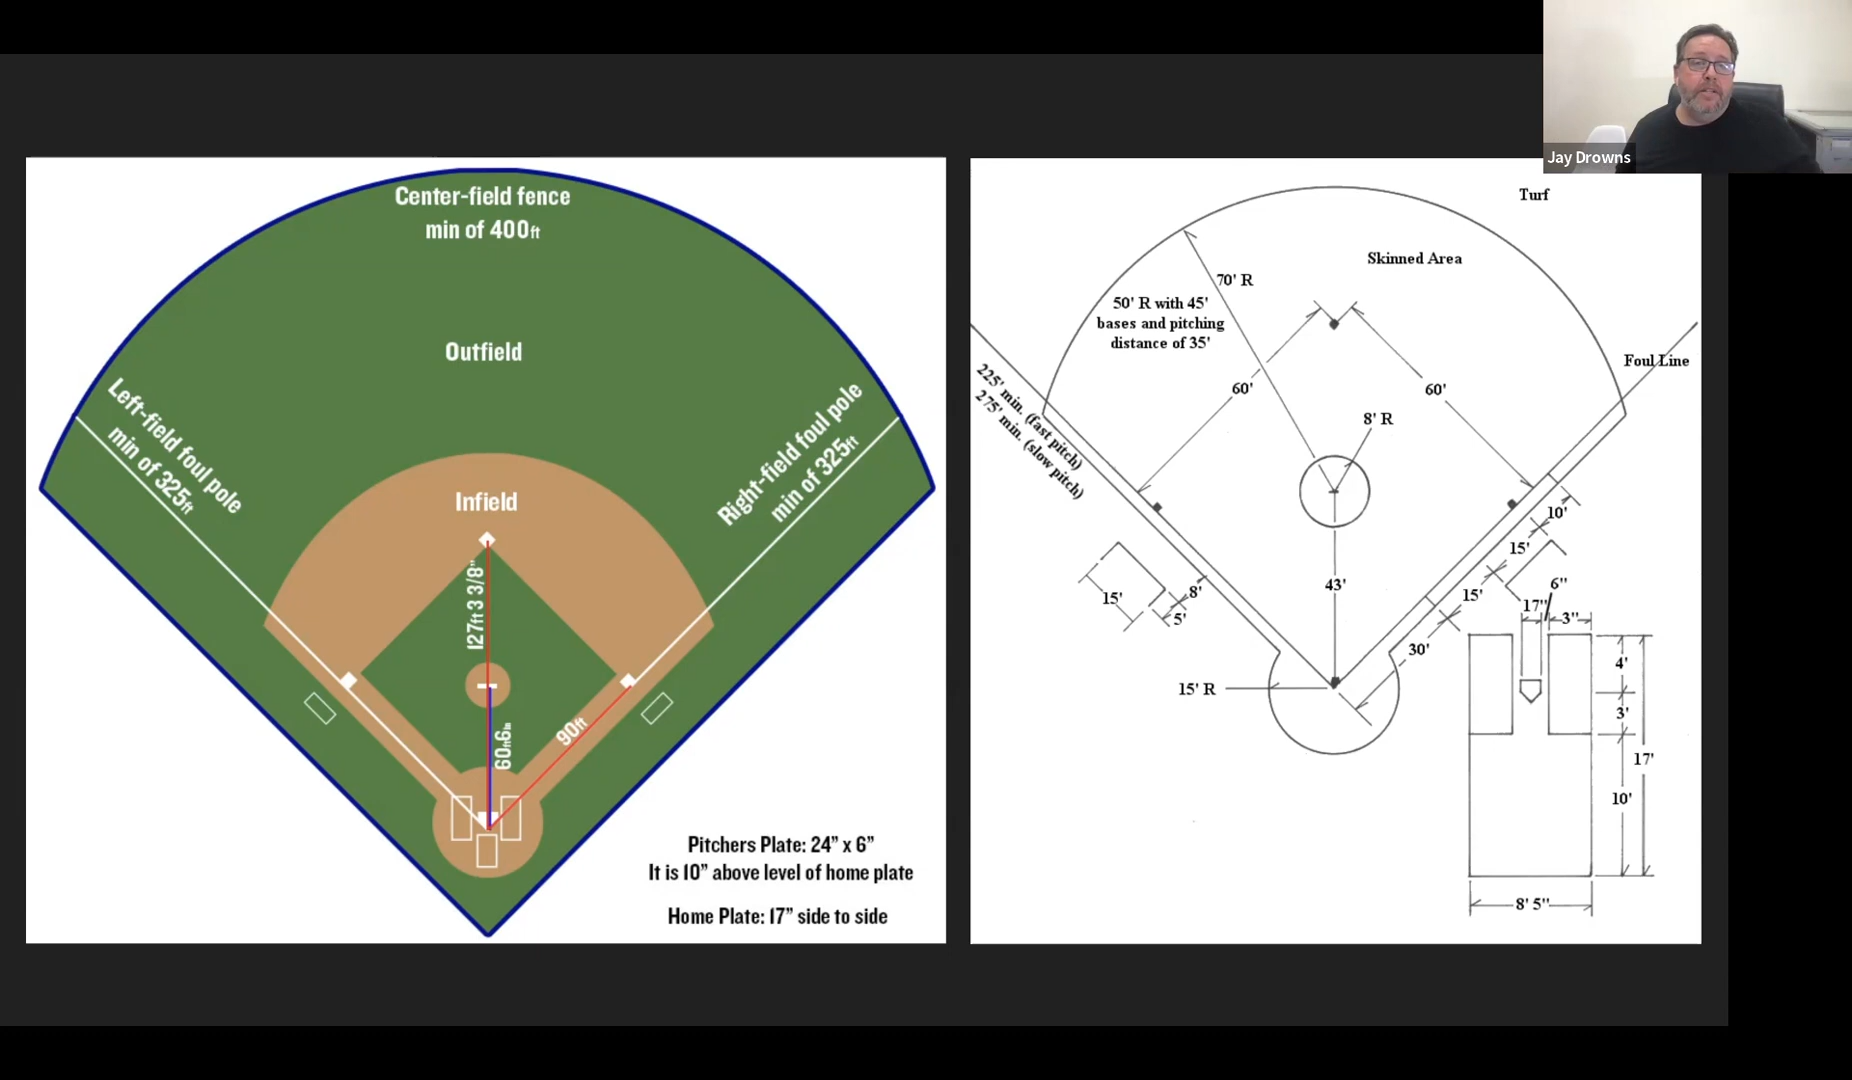 Jay Drowns
Center-field fence
min of 400ft
Outfield
Left-field foul pole
min of 325ft
Right-field foul pole
min of 325ft
Infield
127ft 3 3/8"
60ft6in
90ft
Pitchers Plate: 24” x 6”
It is 10” above level of home plate
Home Plate: 17” side to side
Turf
Skinned Area
70' R
50' R with 45'
bases and pitching
distance of 35'
Foul Line
225' min. (fast pitch)
275' min. (slow pitch)
60'
60'
8' R
10'
15'
43'
6"
15'
8'
15'
17"
3"
5'
30'
4'
15' R
3'
17'
10'
8' 5"